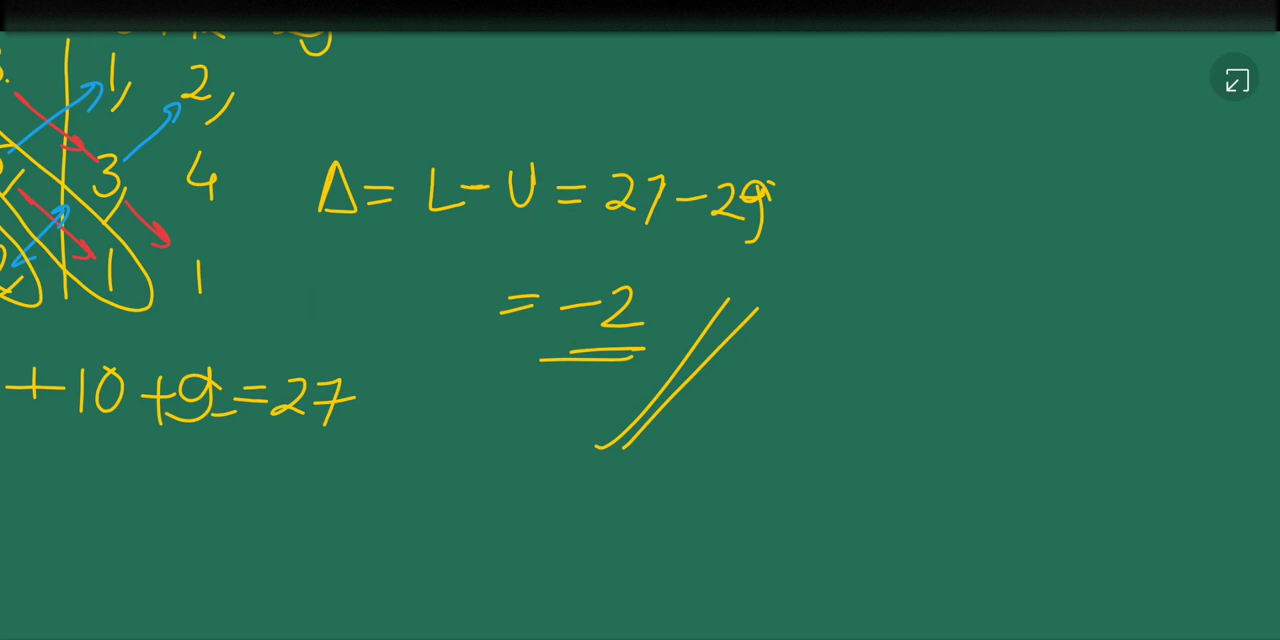 1, 2,
3, 4
Δ = L - U = 27 - 29
1 1
= -2
+ 10 + 9 = 27